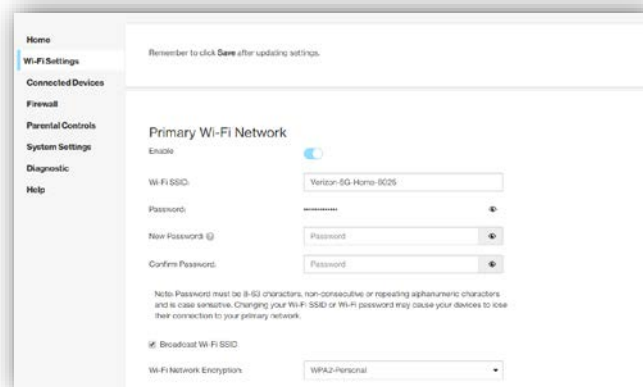 Home
Wi-Fi Settings
Connected Devices
Firewall
Parental Controls
System Settings
Diagnostic
Help
Remember to click Save after updating settings.
Primary Wi-Fi Network
Enable
Wi-Fi SSID:
Verizon-5G-Home-8026
Password:
New Password:
Password
Confirm Password:
Password
Note: Password must be 8-63 characters, non-consecutive or repeating alphanumeric characters
and is case sensitive. Changing your Wi-Fi SSID or Wi-Fi password may cause your devices to lose
their connection to your primary network.
Broadcast Wi-Fi SSID
Wi-Fi Network Encryption:
WPA2-Personal